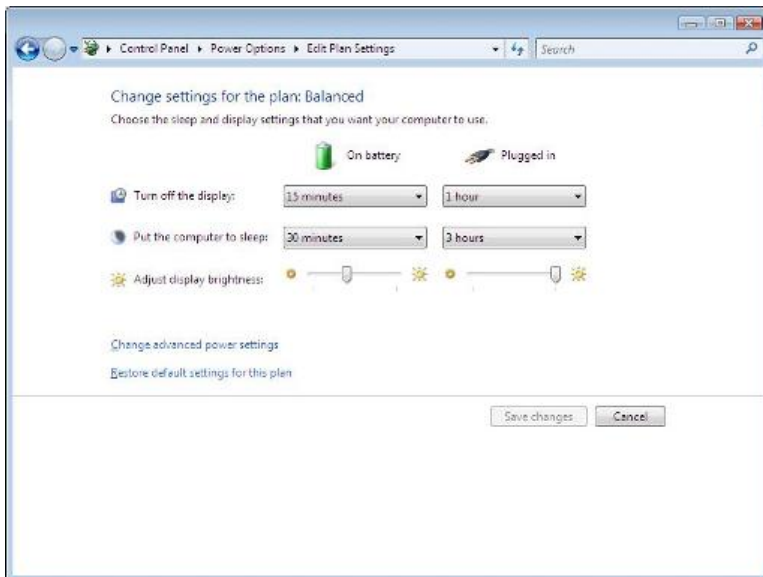 Control Panel Power Options Edit Plan Settings Search
Change settings for the plan: Balanced
Choose the sleep and display settings that you want your computer to use.
On battery Plugged in
Turn off the display: 15 minutes 1 hour
Put the computer to sleep: 30 minutes 3 hours
Adjust display brightness:
Change advanced power settings
Restore default settings for this plan
Save changes Cancel